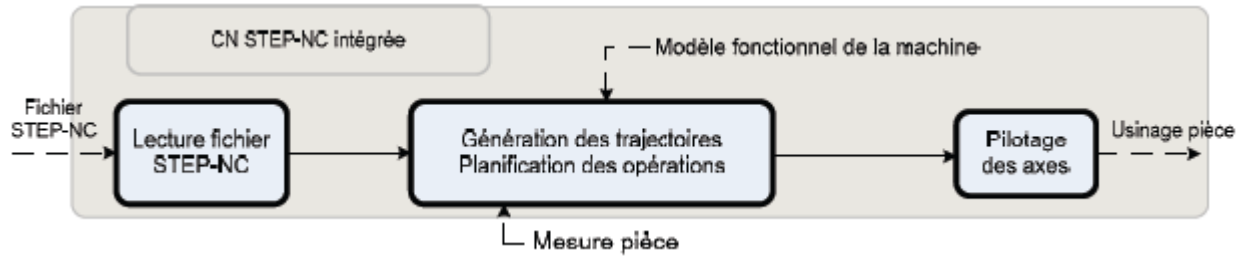 CN STEP-NC intégrée
Modèle fonctionnel de la machine
Fichier
STEP-NC
Lecture fichier
STEP-NC
Génération des trajectoires
Planification des opérations
Pilotage
des axes
Usinage pièce
Mesure pièce